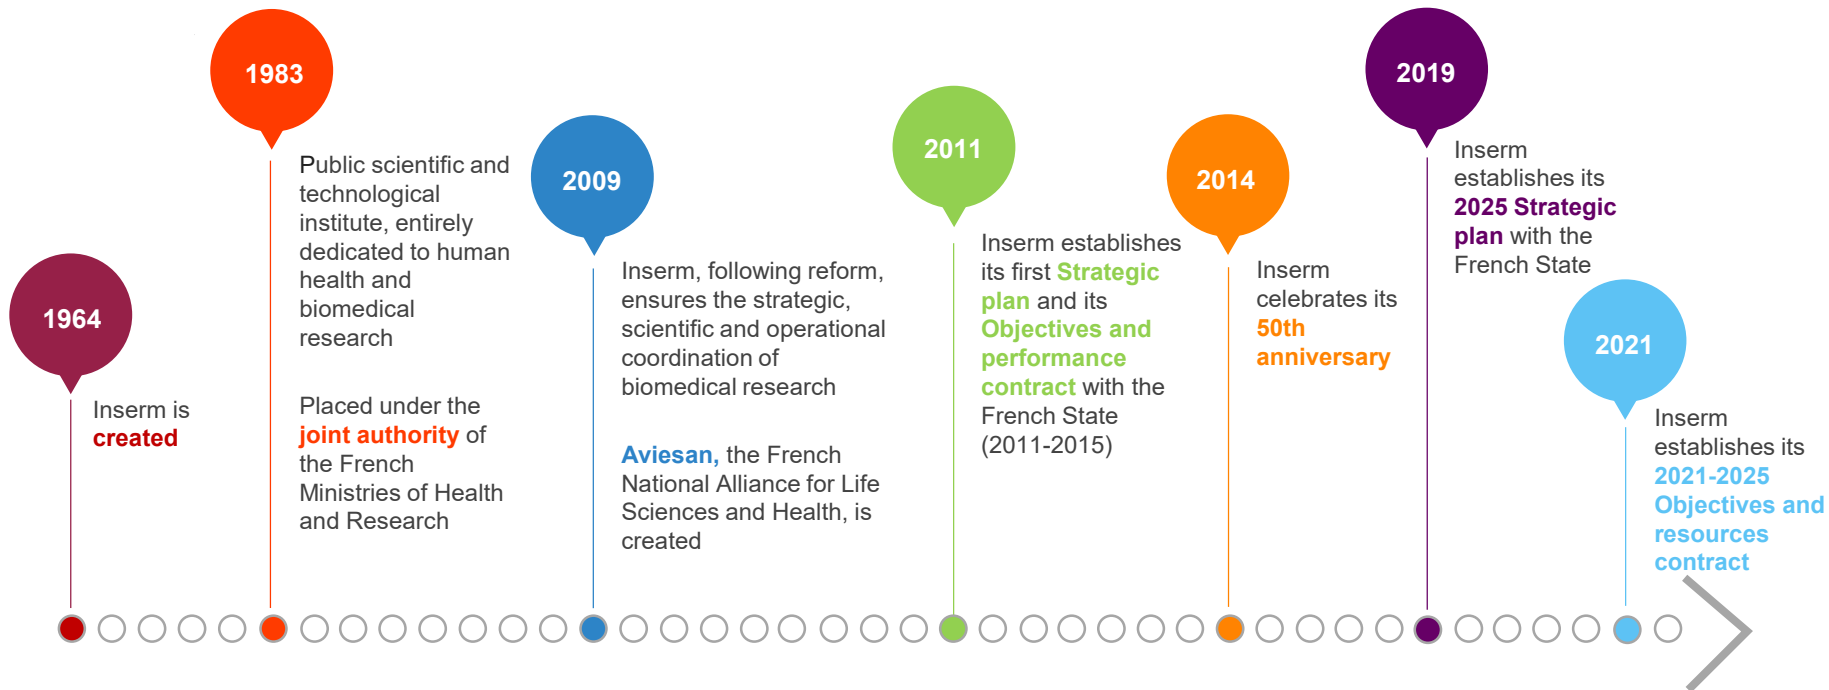 1964
Inserm is
created
1983
Public scientific and
technological
institute, entirely
dedicated to human
health and
biomedical
research
Placed under the
joint authority of
the French
Ministries of Health
and Research
2009
Inserm, following reform,
ensures the strategic,
scientific and operational
coordination of
biomedical research
Aviesan, the French
National Alliance for Life
Sciences and Health, is
created
2011
Inserm establishes
its first Strategic
plan and its
Objectives and
performance
contract with the
French State
(2011-2015)
2014
Inserm
celebrates its
50th
anniversary
2019
Inserm
establishes its
2025 Strategic
plan with the
French State
2021
Inserm
establishes its
2021-2025
Objectives and
resources
contract